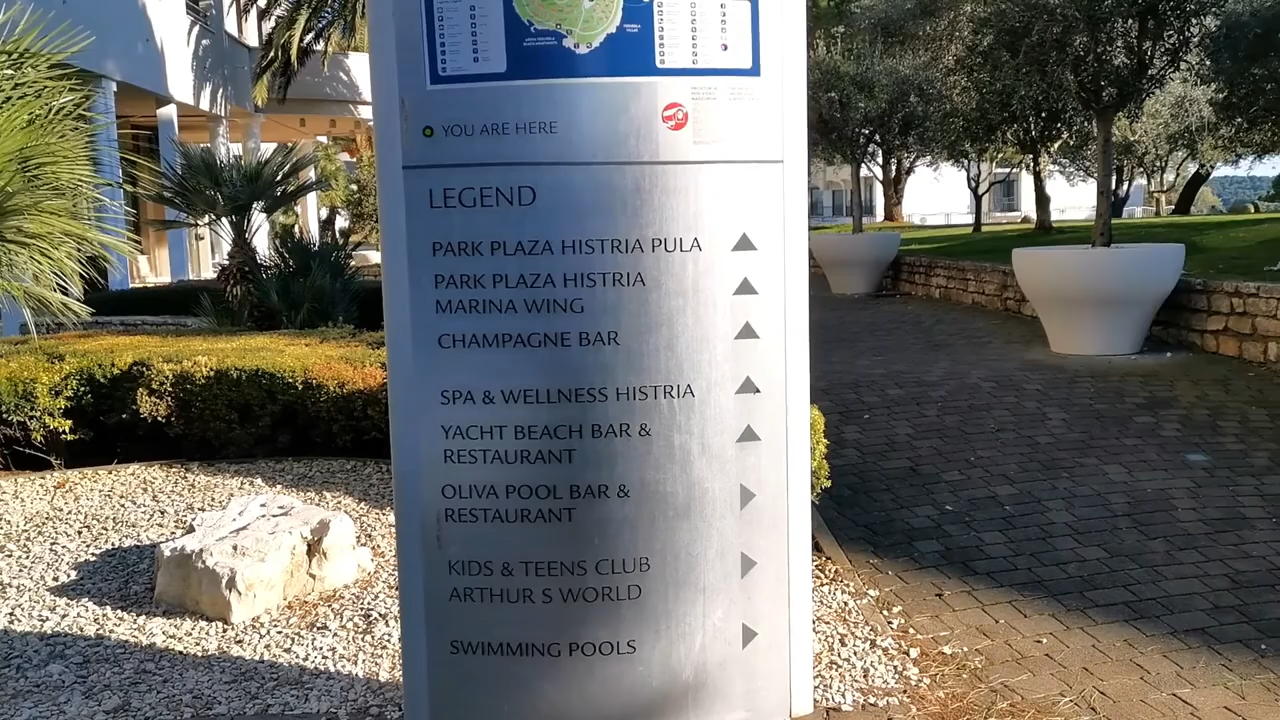 YOU ARE HERE
LEGEND
PARK PLAZA HISTRIA PULA
PARK PLAZA HISTRIA
MARINA WING
CHAMPAGNE BAR
SPA & WELLNESS HISTRIA
YACHT BEACH BAR &
RESTAURANT
OLIVA POOL BAR &
RESTAURANT
KIDS & TEENS CLUB
ARTHUR S WORLD
SWIMMING POOLS